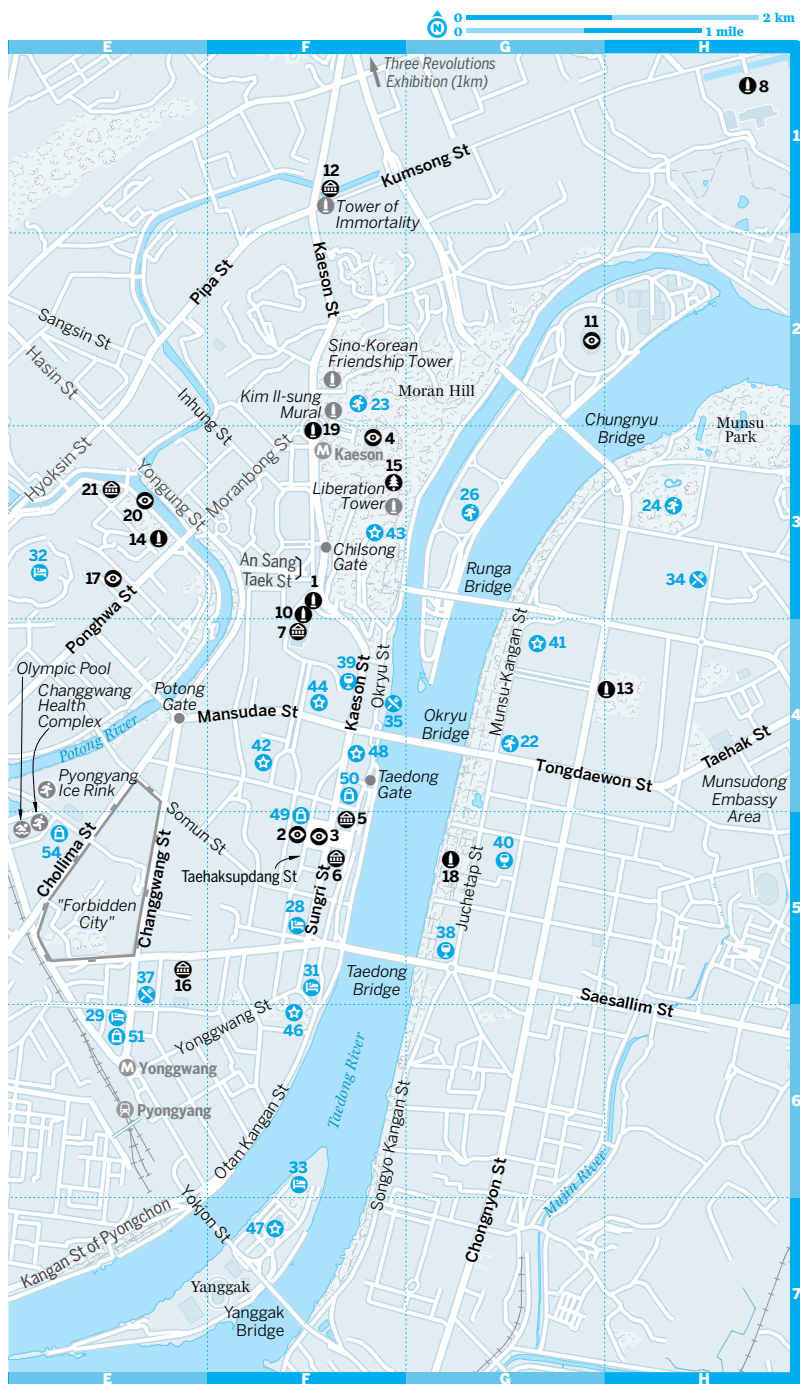 0 2 km
N 0 1 mile
E F G H
Three Revolutions
Exhibition (1km)
8
1
12
Kumsong St
Tower of
Immortality
Pipa St
Kaeson St
2
11
Sangsin St
Sino-Korean
Friendship Tower
Hasin St
Moran Hill
Kim Il-sung
Mural
23
Inhung St
Chungnyu
Bridge
Munsu
Park
19
4
Moranbong St
Kaeson
Hyoksin St
Yongung St
15
21
20
Liberation
Tower
26
24
3
14
43
32
An Sang
Taek St
Chilsong
Gate
Runga
Bridge
17
34
1
10
Ponghwa St
7
Munsu-Kangan St
41
Olympic Pool
Changgwang
Health
Complex
39
Okryu St
Kaeson St
Potong
Gate
44
35
13
Mansudae St
Okryu
Bridge
4
Potong River
42
48
22
Taehak St
Pyongyang
Ice Rink
50
Taedong
Gate
Tongdaewon St
Munsudong
Embassy
Area
Somun St
49
5
54
2
3
40
Chollima St
Changgwang St
Taehaksupdang St
6
18
Juchetap St
"Forbidden
City"
28
Sungri St
5
38
37
16
31
Taedong
Bridge
Saesallim St
29
51
Yonggwang St
46
Yonggwang
Taedong River
6
Pyongyang
Otan Kangan St
Songyo Kangan St
33
Chongnyon St
Mujin River
Yokjon St
47
Kangan St of Pyongchon
Yanggak
7
Yanggak
Bridge
E F G H